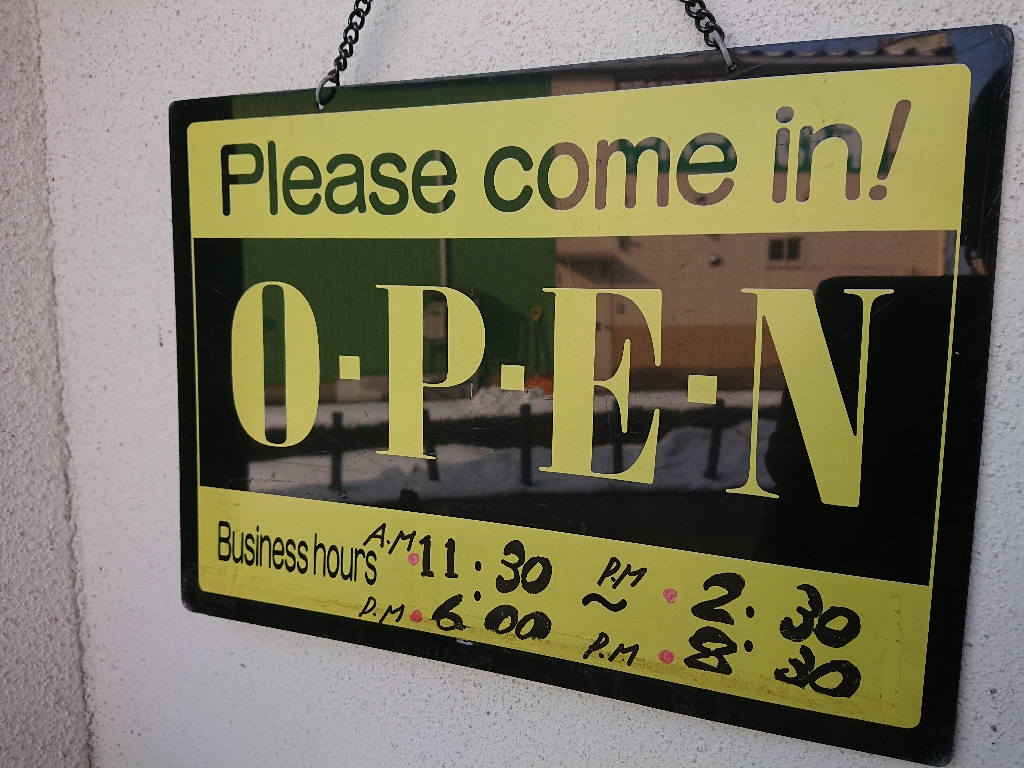 Please come in!
O·P·E·N
Business hours A.M 11:30 ~ P.M 2:30
P.M 6:00 P.M 8:30